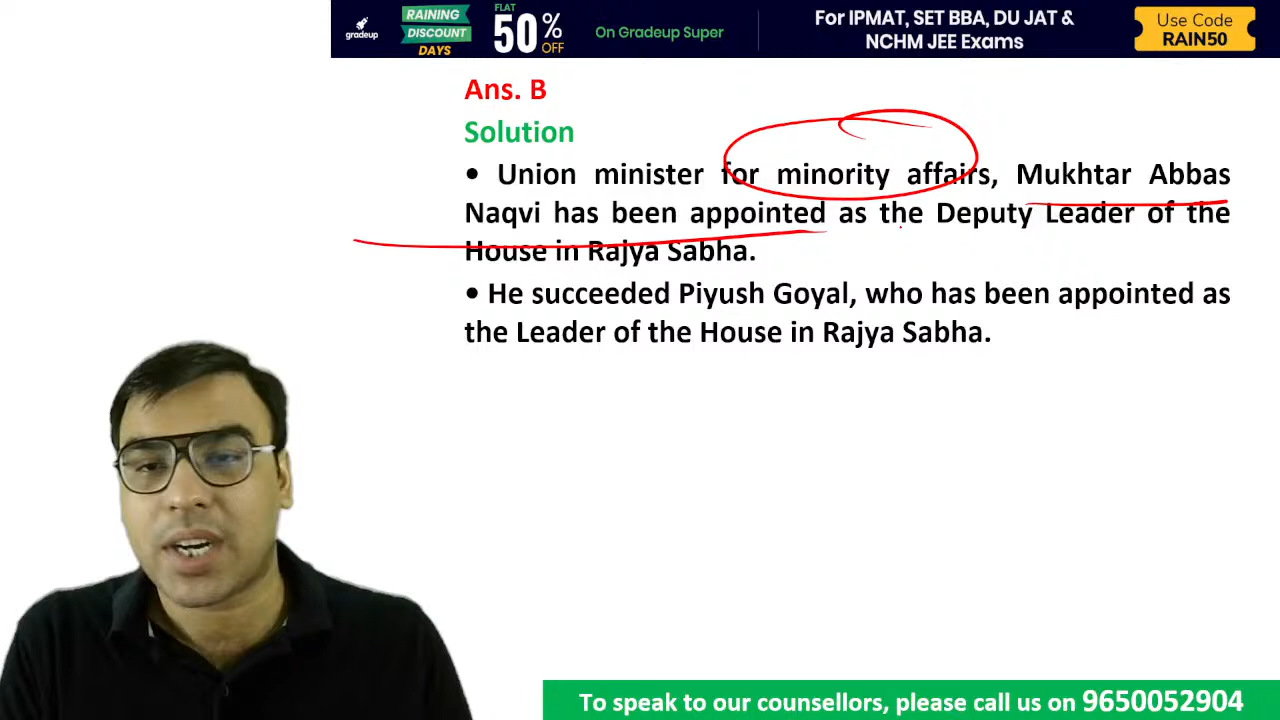 gradeup
RAINING
DISCOUNT
DAYS
FLAT
50% OFF
On Gradeup Super
For IPMAT, SET BBA, DU JAT &
NCHM JEE Exams
Use Code
RAIN50
Ans. B
Solution
• Union minister for minority affairs, Mukhtar Abbas
Naqvi has been appointed as the Deputy Leader of the
House in Rajya Sabha.
• He succeeded Piyush Goyal, who has been appointed as
the Leader of the House in Rajya Sabha.
To speak to our counsellors, please call us on 9650052904